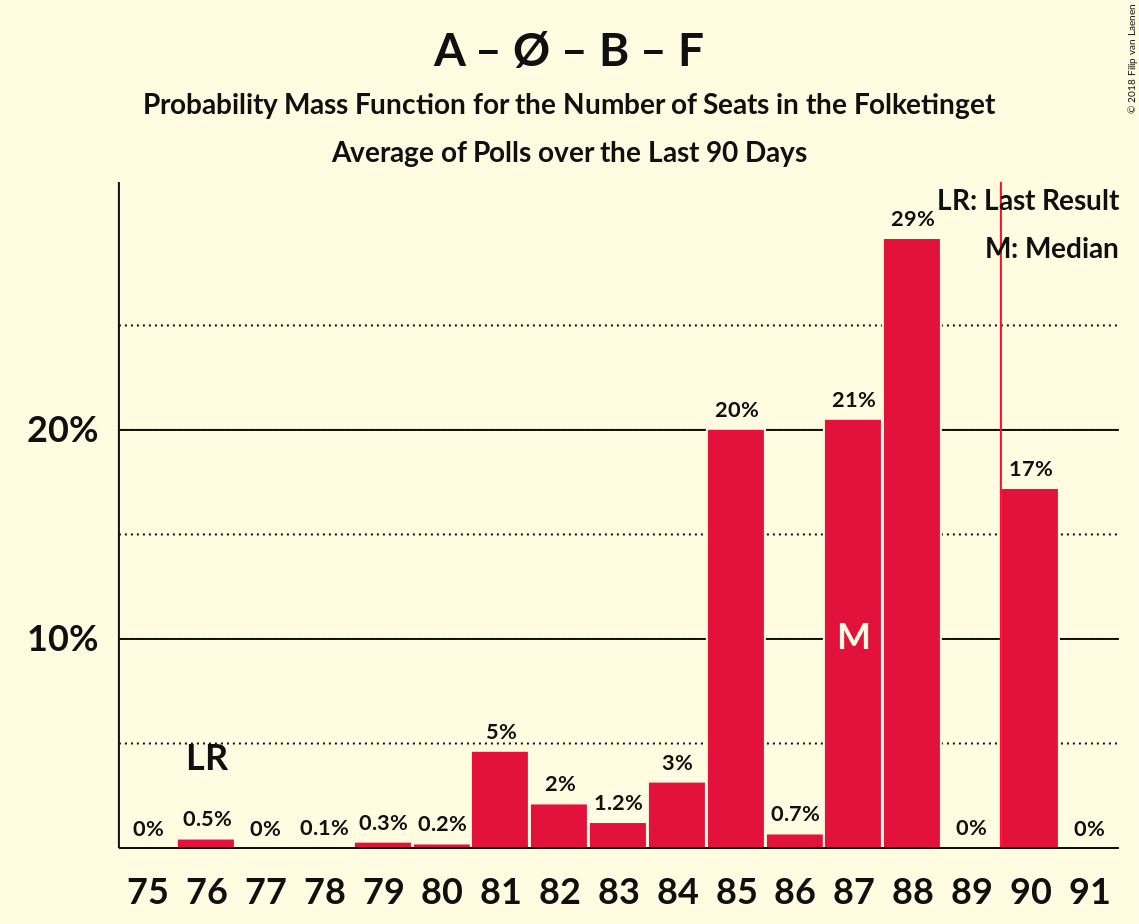 A – Ø – B – F
Probability Mass Function for the Number of Seats in the Folketinget
Average of Polls over the Last 90 Days
© 2018 Filip van Laenen
LR: Last Result
M: Median
29%
20%
21%
17%
20%
10%
M
LR
5%
3%
2%
1.2%
0.7%
0%
0.5%
0%
0.1%
0.3%
0.2%
0%
0%
75 76 77 78 79 80 81 82 83 84 85 86 87 88 89 90 91